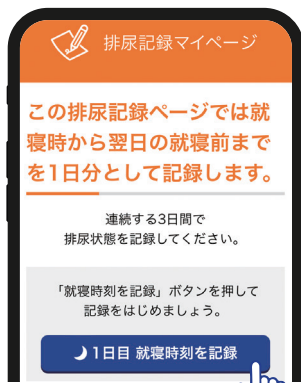 排尿記録マイページ
この排尿記録ページでは就
寝時から翌日の就寝前まで
を1日分として記録します。
連続する3日間で
排尿状態を記録してください。
「就寝時刻を記録」ボタンを押して
記録をはじめましょう。
1日目 就寝時刻を記録